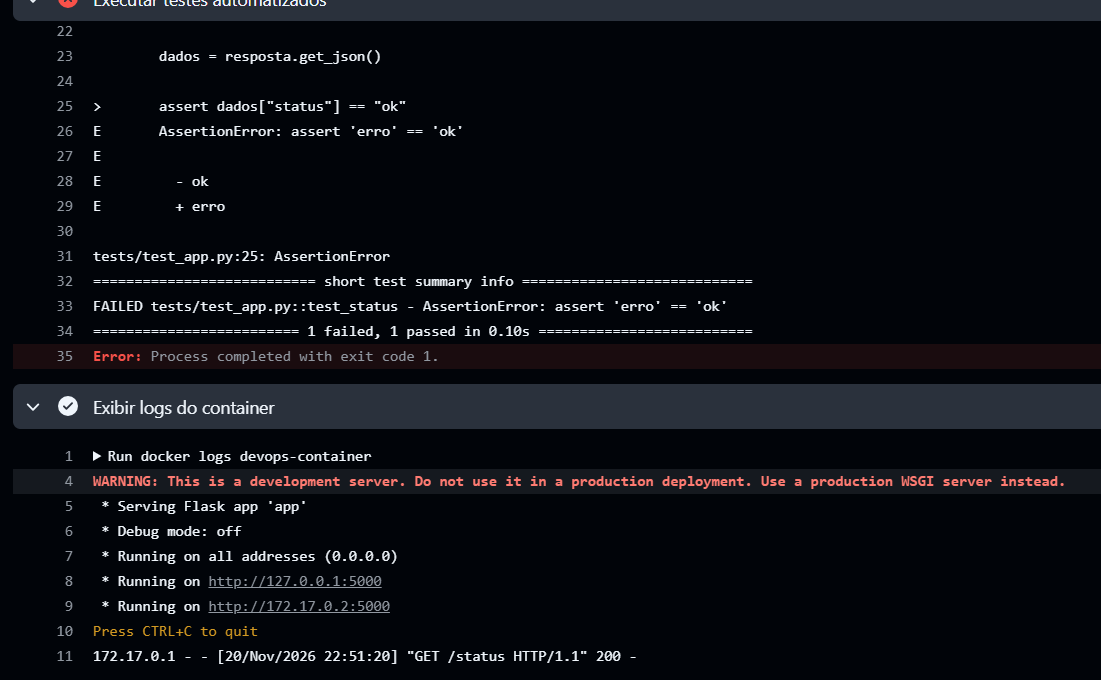 Executar testes automatizados
22
23 dados = resposta.get_json()
24
25 > assert dados["status"] == "ok"
26 E AssertionError: assert 'erro' == 'ok'
27 E
28 E - ok
29 E + erro
30
31 tests/test_app.py:25: AssertionError
32 =========================== short test summary info ============================
33 FAILED tests/test_app.py::test_status - AssertionError: assert 'erro' == 'ok'
34 ========================= 1 failed, 1 passed in 0.10s ==========================
35 Error: Process completed with exit code 1.
Exibir logs do container
1 ▶ Run docker logs devops-container
4 WARNING: This is a development server. Do not use it in a production deployment. Use a production WSGI server instead.
5 * Serving Flask app 'app'
6 * Debug mode: off
7 * Running on all addresses (0.0.0.0)
8 * Running on http://127.0.0.1:5000
9 * Running on http://172.17.0.2:5000
10 Press CTRL+C to quit
11 172.17.0.1 - - [20/Nov/2026 22:51:20] "GET /status HTTP/1.1" 200 -